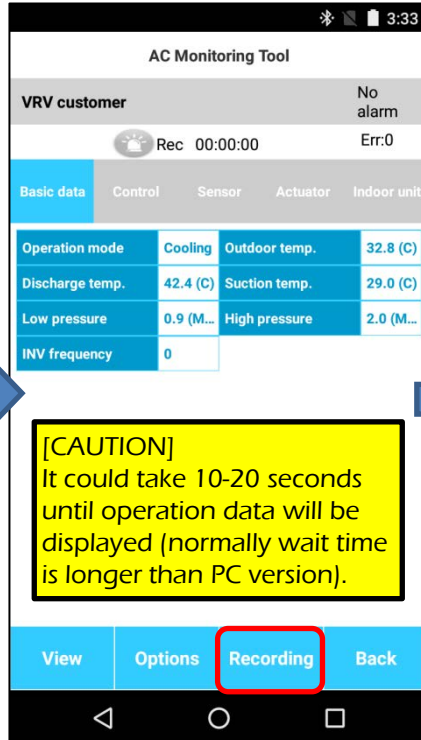 3:33
AC Monitoring Tool
VRV customer
No
alarm
Rec 00:00:00
Err:0
Basic data Control Sensor Actuator Indoor unit
Operation mode Cooling Outdoor temp. 32.8 (C)
Discharge temp. 42.4 (C) Suction temp. 29.0 (C)
Low pressure 0.9 (M... High pressure 2.0 (M...
INV frequency 0
[CAUTION]
It could take 10-20 seconds
until operation data will be
displayed (normally wait time
is longer than PC version).
View Options Recording Back